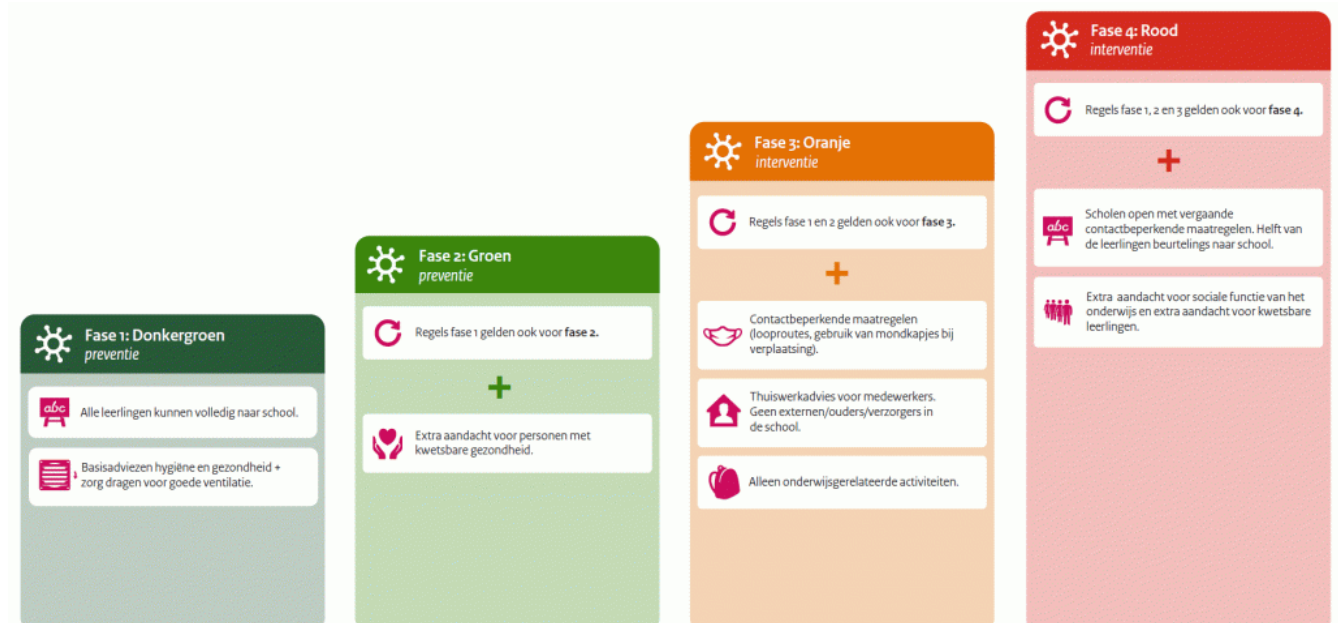 Fase 1: Donkergroen
preventie
abc
Alle leerlingen kunnen volledig naar school.
Basisadviezen hygiëne en gezondheid +
zorg dragen voor goede ventilatie.
Fase 2: Groen
preventie
Regels fase 1 gelden ook voor fase 2.
+
Extra aandacht voor personen met
kwetsbare gezondheid.
Fase 3: Oranje
interventie
Regels fase 1 en 2 gelden ook voor fase 3.
+
Contactbeperkende maatregelen
(looproutes, gebruik van mondkapjes bij
verplaatsing).
Thuiswerkadvies voor medewerkers.
Geen externen/ouders/verzorgers in
de school.
Alleen onderwijsgerelateerde activiteiten.
Fase 4: Rood
interventie
Regels fase 1, 2 en 3 gelden ook voor fase 4.
+
abc
Scholen open met vergaande
contactbeperkende maatregelen. Helft van
de leerlingen beurtelings naar school.
Extra aandacht voor sociale functie van het
onderwijs en extra aandacht voor kwetsbare
leerlingen.